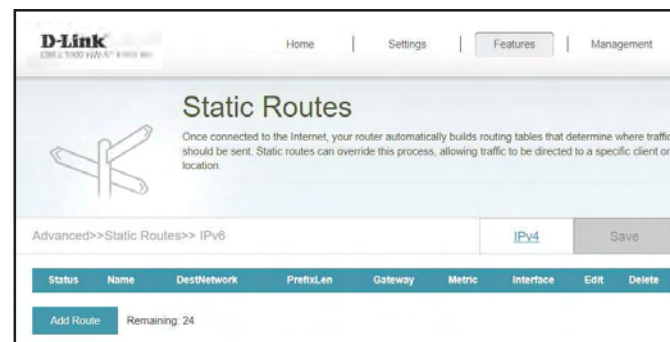 D-Link
Home | Settings | Features | Management
Static Routes
Once connected to the Internet, your router automatically builds routing tables that determine where traffic
should be sent. Static routes can override this process, allowing traffic to be directed to a specific client or
location.
Advanced>>Static Routes>> IPv6
IPv4 Save
Status Name DestNetwork PrefixLen Gateway Metric Interface Edit Delete
Add Route Remaining: 24